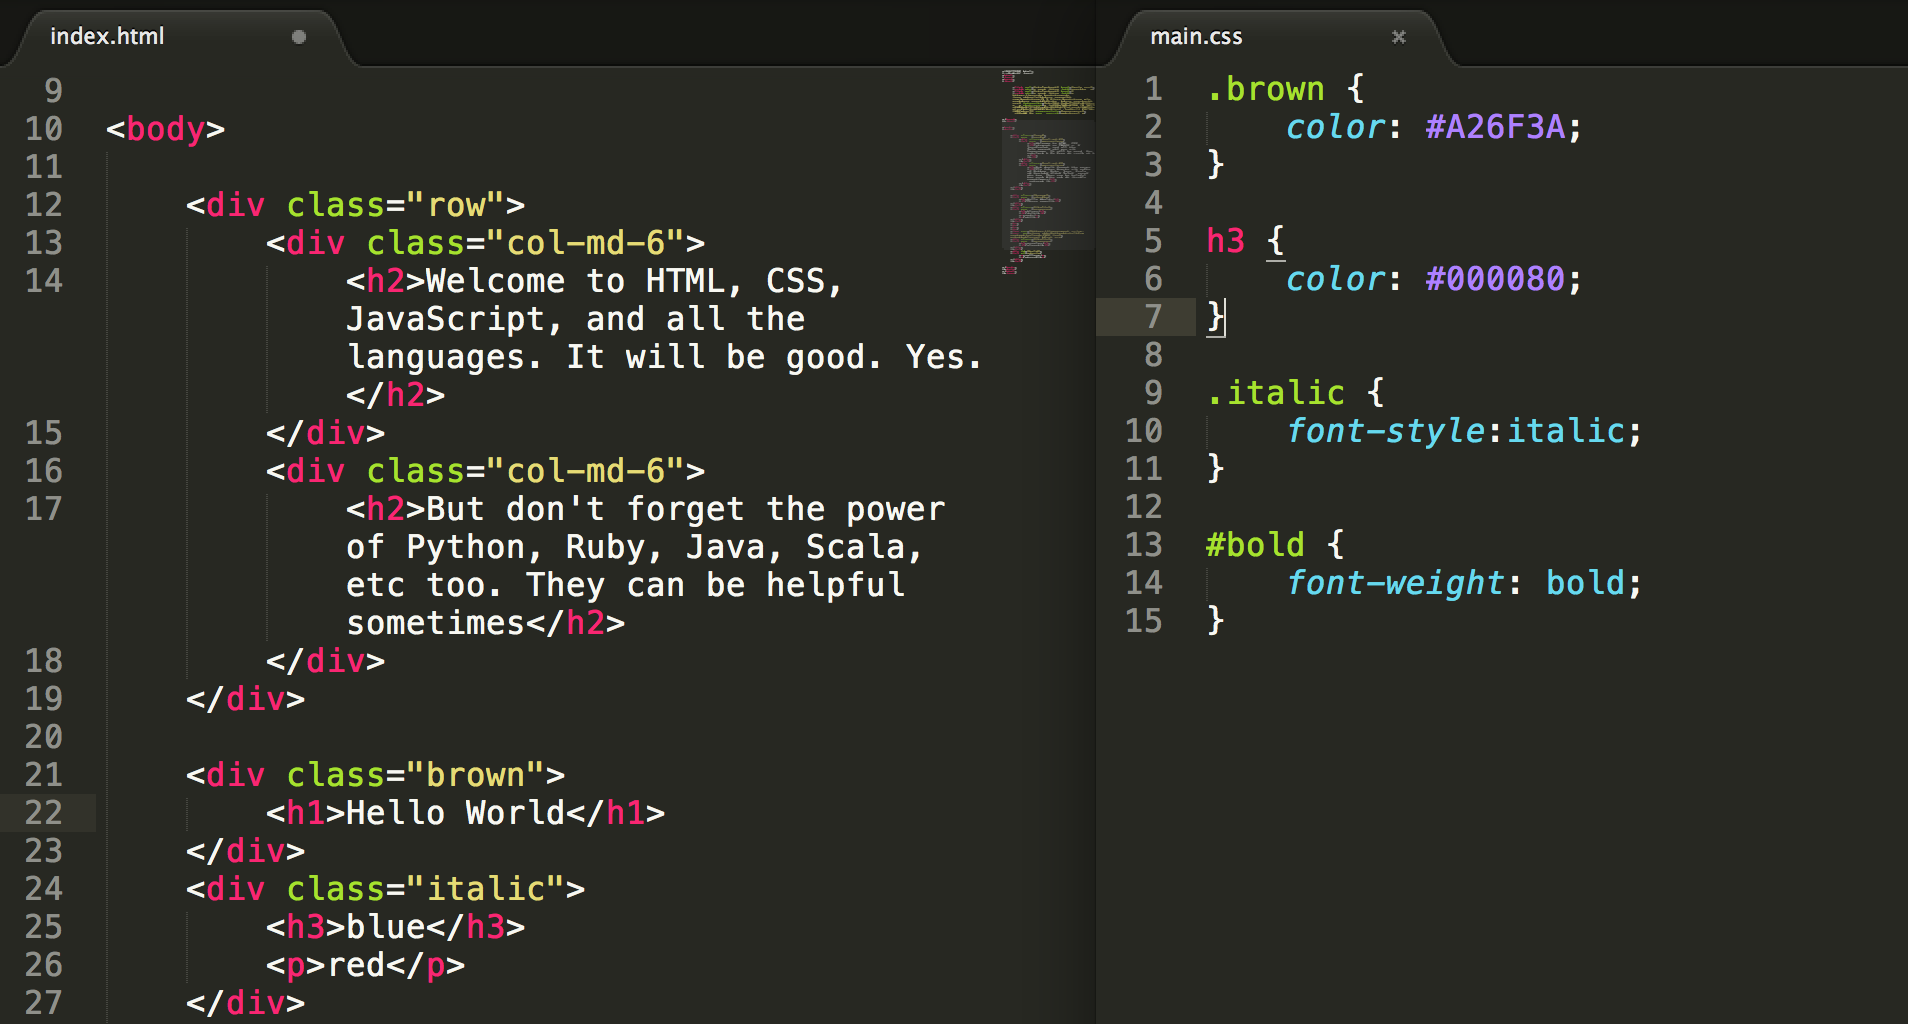 index.html
9
10 <body>
11
12 <div class="row">
13 <div class="col-md-6">
14 <h2>Welcome to HTML, CSS,
JavaScript, and all the
languages. It will be good. Yes.
</h2>
15 </div>
16 <div class="col-md-6">
17 <h2>But don't forget the power
of Python, Ruby, Java, Scala,
etc too. They can be helpful
sometimes</h2>
18 </div>
19 </div>
20
21 <div class="brown">
22 <h1>Hello World</h1>
23 </div>
24 <div class="italic">
25 <h3>blue</h3>
26 <p>red</p>
27 </div>
main.css
1 .brown {
2 color: #A26F3A;
3 }
4
5 h3 {
6 color: #000080;
7 }
8
9 .italic {
10 font-style:italic;
11 }
12
13 #bold {
14 font-weight: bold;
15 }